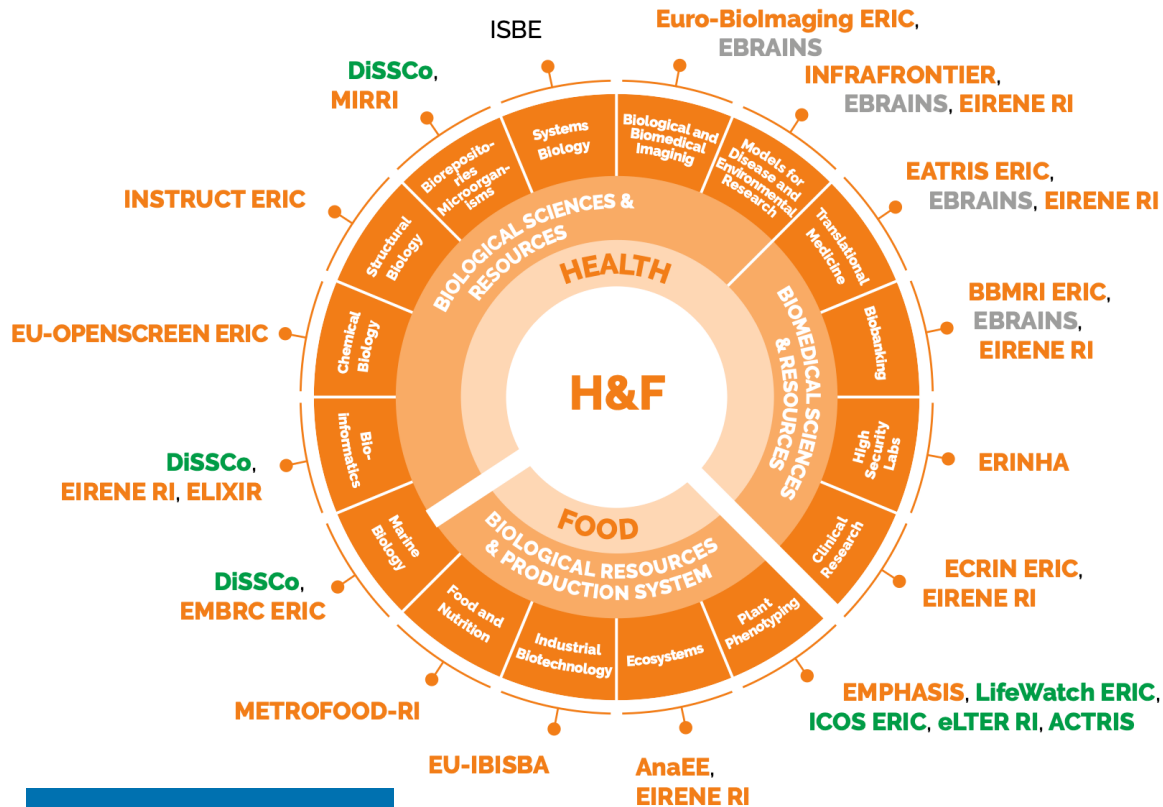 ISBE
Euro-BioImaging ERIC,
EBRAINS
DiSSCo,
MIRRI
INFRAFRONTIER,
EBRAINS, EIRENE RI
INSTRUCT ERIC
EATRIS ERIC,
EBRAINS, EIRENE RI
EU-OPENSCREEN ERIC
BBMRI ERIC,
EBRAINS,
EIRENE RI
DiSSCo,
EIRENE RI, ELIXIR
ERINHA
DiSSCo,
EMBRC ERIC
ECRIN ERIC,
EIRENE RI
METROFOOD-RI
EMPHASIS, LifeWatch ERIC,
ICOS ERIC, eLTER RI, ACTRIS
EU-IBISBA
AnaEE,
EIRENE RI
Systems
Biology
Biological and
Biomedical
Imaginig
Models for
Disease and
Environmental
Research
Translational
Medicine
Biobanking
High
Security
Labs
Clinical
Research
Plant
Phenotyping
Ecosystems
Industrial
Biotechnology
Food and
Nutrition
Marine
Biology
Bio-
informatics
Chemical
Biology
Structural
Biology
Bioreposito-
ries
Microorgan-
isms
BIOLOGICAL SCIENCES &
RESOURCES
BIOMEDICAL SCIENCES
& RESOURCES
BIOLOGICAL RESOURCES
& PRODUCTION SYSTEM
HEALTH
H&F
FOOD